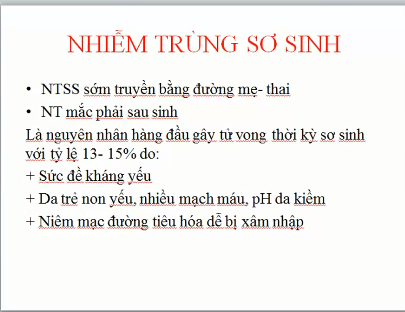 NHIỄM TRÙNG SƠ SINH
• NTSS sớm truyền bằng đường mẹ- thai
• NT mắc phải sau sinh
Là nguyên nhân hàng đầu gây tử vong thời kỳ sơ sinh
với tỷ lệ 13- 15% do:
+ Sức đề kháng yếu
+ Da trẻ non yếu, nhiều mạch máu, pH da kiềm
+ Niêm mạc đường tiêu hóa dễ bị xâm nhập